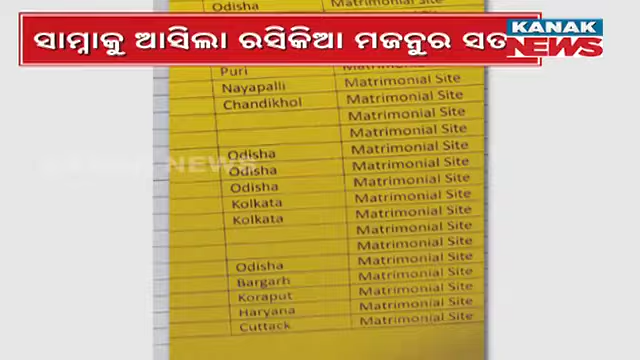 Odisha Matrimonial Site
ସାମ୍ନାକୁ ଆସିଲା ରସିକିଆ ମଜନୁର ସତ
KANAK
NEWS
Puri
Nayapalli Matrimonial Site
Chandikhol Matrimonial Site
Matrimonial Site
Matrimonial Site
Odisha Matrimonial Site
Odisha Matrimonial Site
Odisha Matrimonial Site
Kolkata Matrimonial Site
Kolkata Matrimonial Site
Matrimonial Site
Matrimonial Site
Odisha Matrimonial Site
Bargarh Matrimonial Site
Koraput Matrimonial Site
Haryana Matrimonial Site
Cuttack Matrimonial Site
KANAK NEWS